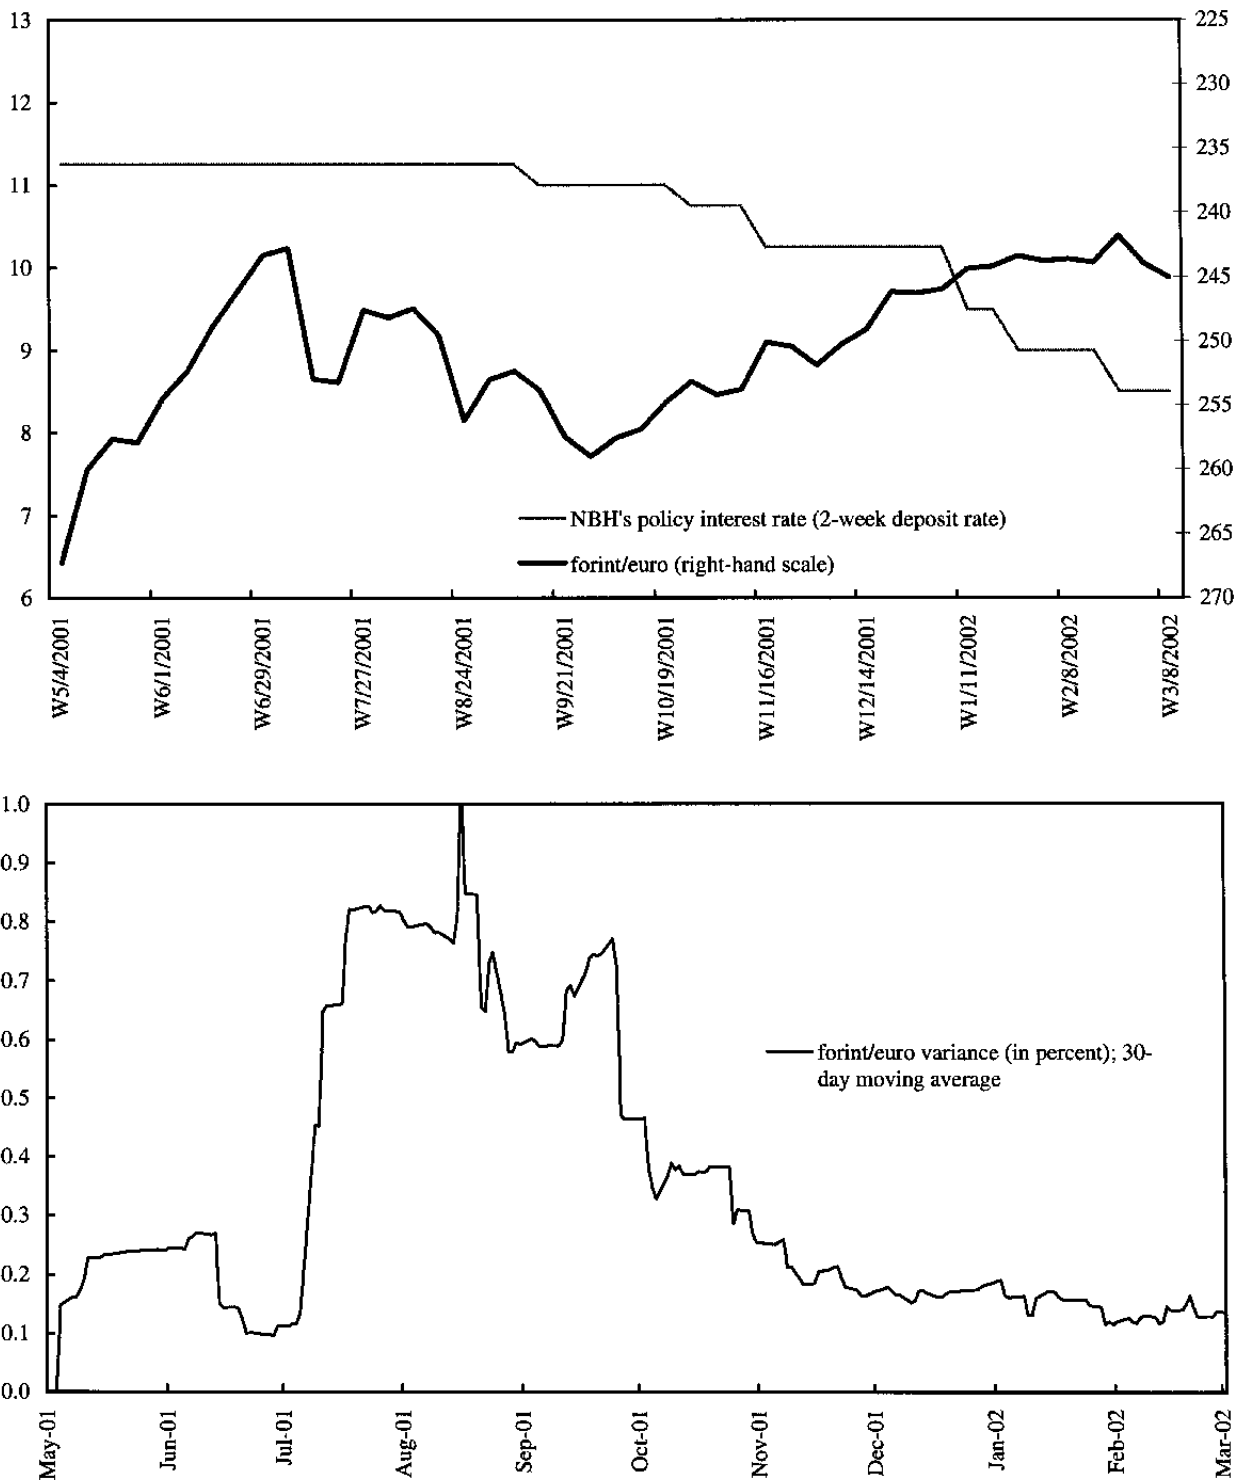 13
12
11
10
9
8
7
6
225
230
235
240
245
250
255
260
265
270
NBH's policy interest rate (2-week deposit rate)
forint/euro (right-hand scale)
W5/4/2001
W6/1/2001
W6/29/2001
W7/27/2001
W8/24/2001
W9/21/2001
W10/19/2001
W11/16/2001
W12/14/2001
W1/11/2002
W2/8/2002
W3/8/2002
1.0
0.9
0.8
0.7
0.6
0.5
0.4
0.3
0.2
0.1
0.0
forint/euro variance (in percent); 30-
day moving average
May-01
Jun-01
Jul-01
Aug-01
Sep-01
Oct-01
Nov-01
Dec-01
Jan-02
Feb-02
Mar-02